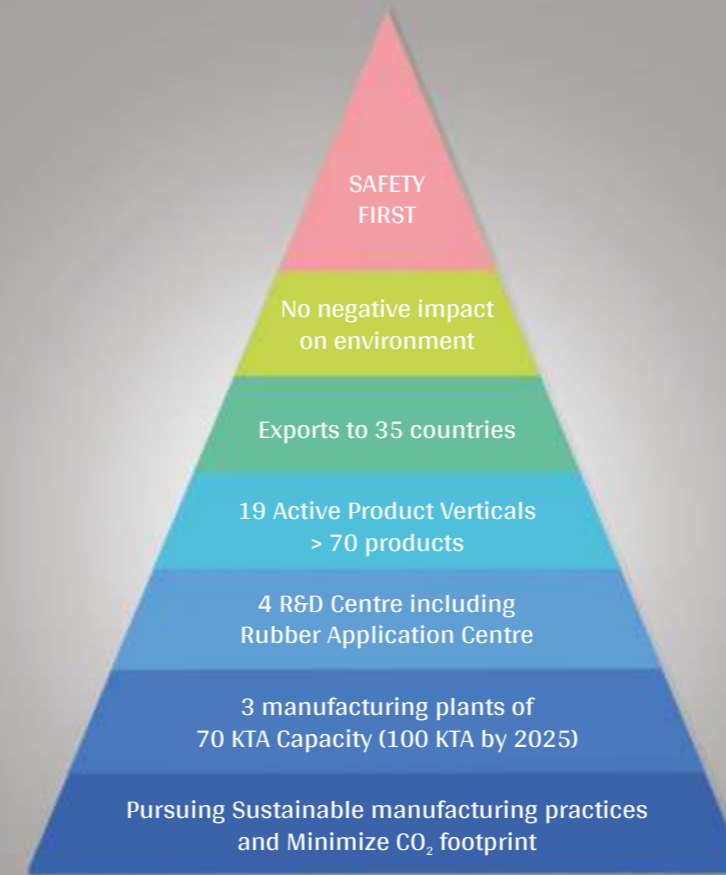 SAFETY
FIRST
No negative impact
on environment
Exports to 35 countries
19 Active Product Verticals
> 70 products
4 R&D Centre including
Rubber Application Centre
3 manufacturing plants of
70 KTA Capacity (100 KTA by 2025)
Pursuing Sustainable manufacturing practices
and Minimize CO₂ footprint